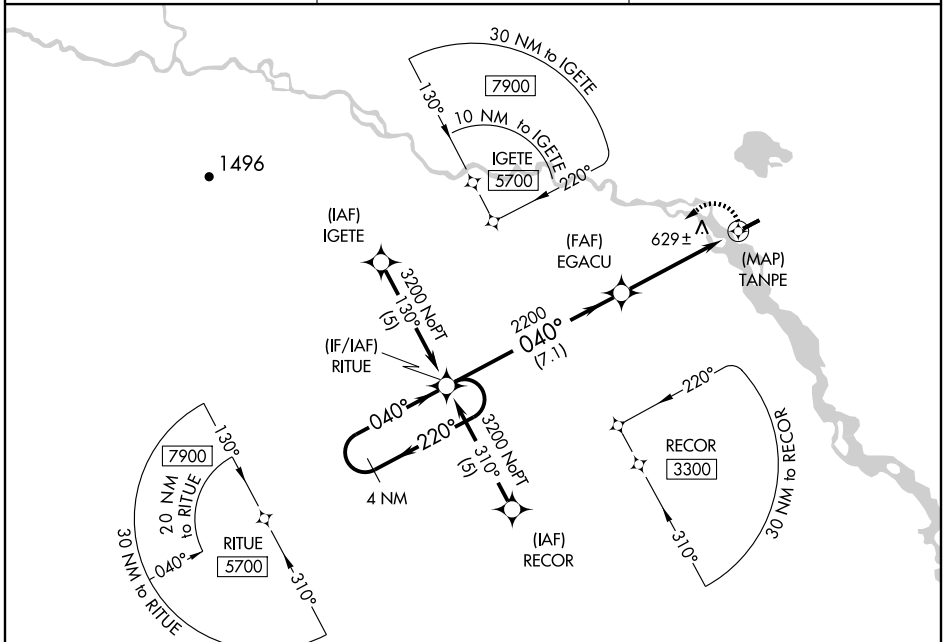 30 NM to IGETE
7900
130°
10 NM to IGETE
IGETE
5700
220°
1496
(IAF)
IGETE
3200 NoPT
130°
(5)
(FAF)
EGACU
629±
(MAP)
TANPE
2200
040°
(7.1)
(IF/IAF)
RITUE
040°
220°
4 NM
3200 NoPT
310°
(5)
(IAF)
RECOR
220°
RECOR
3300
310°
30 NM to RECOR
130°
7900
20 NM
to RITUE
RITUE
5700
040°
310°
30 NM to RITUE